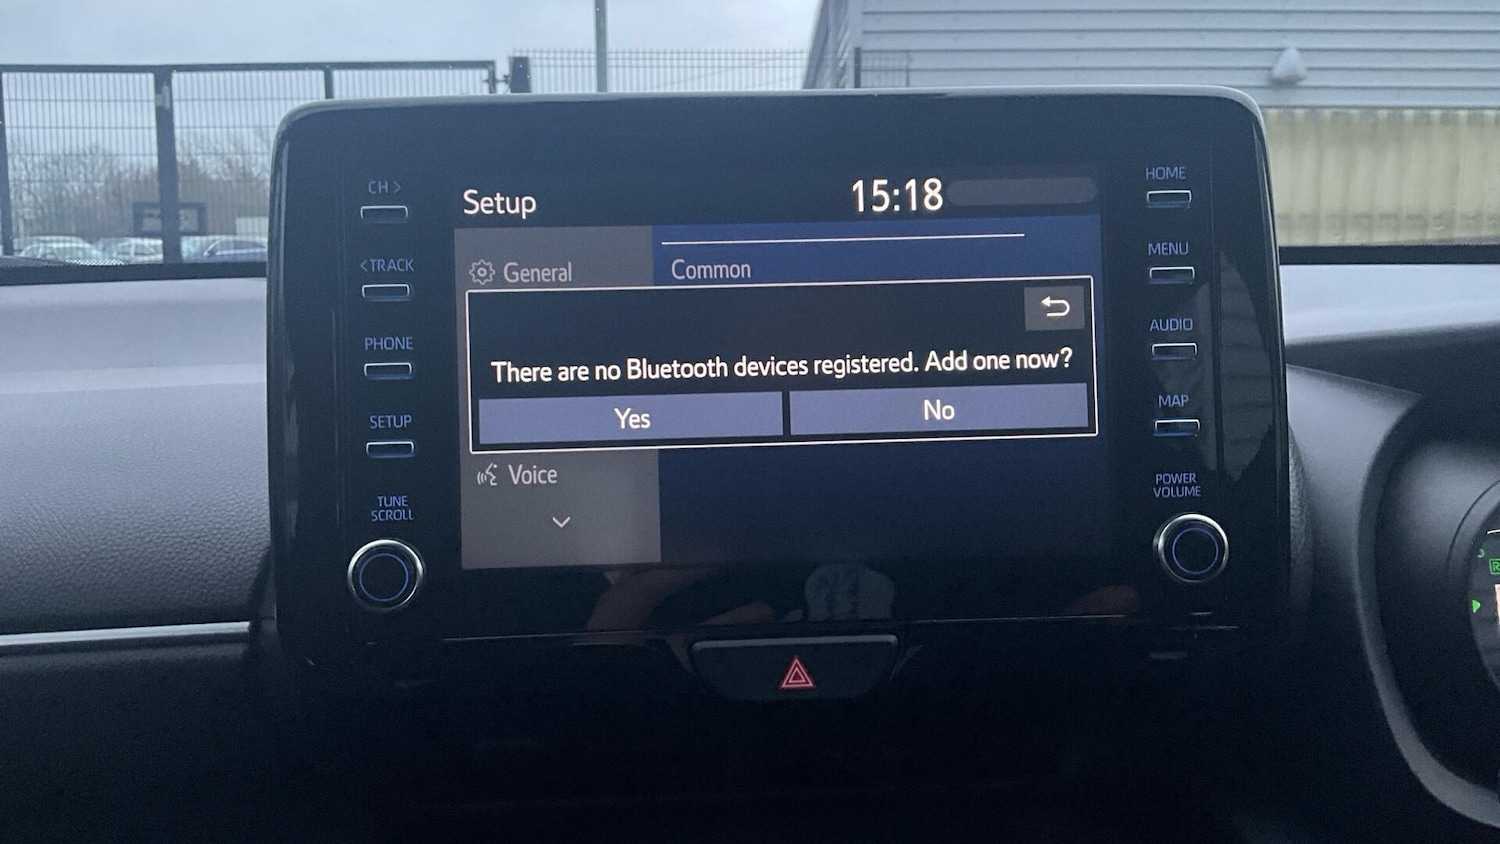 CH >
< TRACK
PHONE
SETUP
TUNE
SCROLL
Setup
15:18
General
Common
There are no Bluetooth devices registered. Add one now?
Yes
No
Voice
HOME
MENU
AUDIO
MAP
POWER
VOLUME